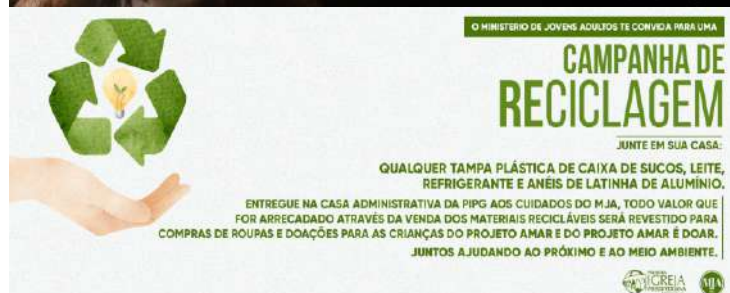 O MINISTERIO DE JOVENS ADULTOS TE CONVIDA PARA UMA
CAMPANHA DE
RECICLAGEM
JUNTE EM SUA CASA:
QUALQUER TAMPA PLÁSTICA DE CAIXA DE SUCOS, LEITE,
REFRIGERANTE E ANÉIS DE LATINHA DE ALUMÍNIO.
ENTREGUE NA CASA ADMINISTRATIVA DA PIPG AOS CUIDADOS DO MJA, TODO VALOR QUE
FOR ARRECADADO ATRAVÉS DA VENDA DOS MATERIAIS RECICLÁVEIS SERÁ REVESTIDO PARA
COMPRAS DE ROUPAS E DOAÇÕES PARA AS CRIANÇAS DO PROJETO AMAR E DO PROJETO AMAR É DOAR.
JUNTOS AJUDANDO AO PRÓXIMO E AO MEIO AMBIENTE.
IGREJA
MJA